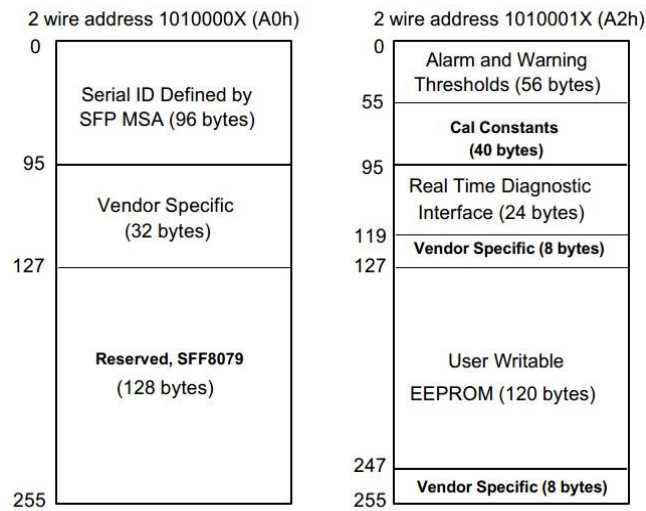 2 wire address 1010000X (A0h)
0
Serial ID Defined by
SFP MSA (96 bytes)
95
Vendor Specific
(32 bytes)
127
Reserved, SFF8079
(128 bytes)
255
2 wire address 1010001X (A2h)
0
Alarm and Warning
Thresholds (56 bytes)
55
Cal Constants
(40 bytes)
95
Real Time Diagnostic
Interface (24 bytes)
119
Vendor Specific (8 bytes)
127
User Writable
EEPROM (120 bytes)
247
Vendor Specific (8 bytes)
255